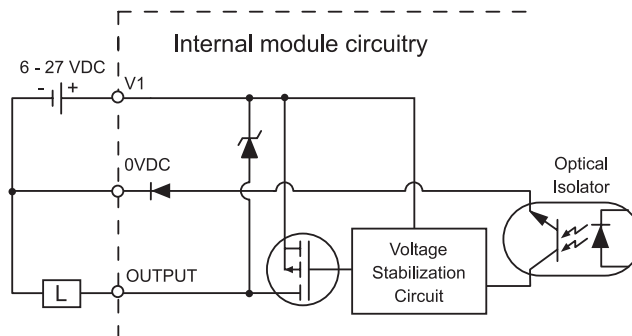 Internal module circuitry
6 - 27 VDC
- +
V1
0VDC
Optical
Isolator
Voltage
Stabilization
Circuit
OUTPUT
L